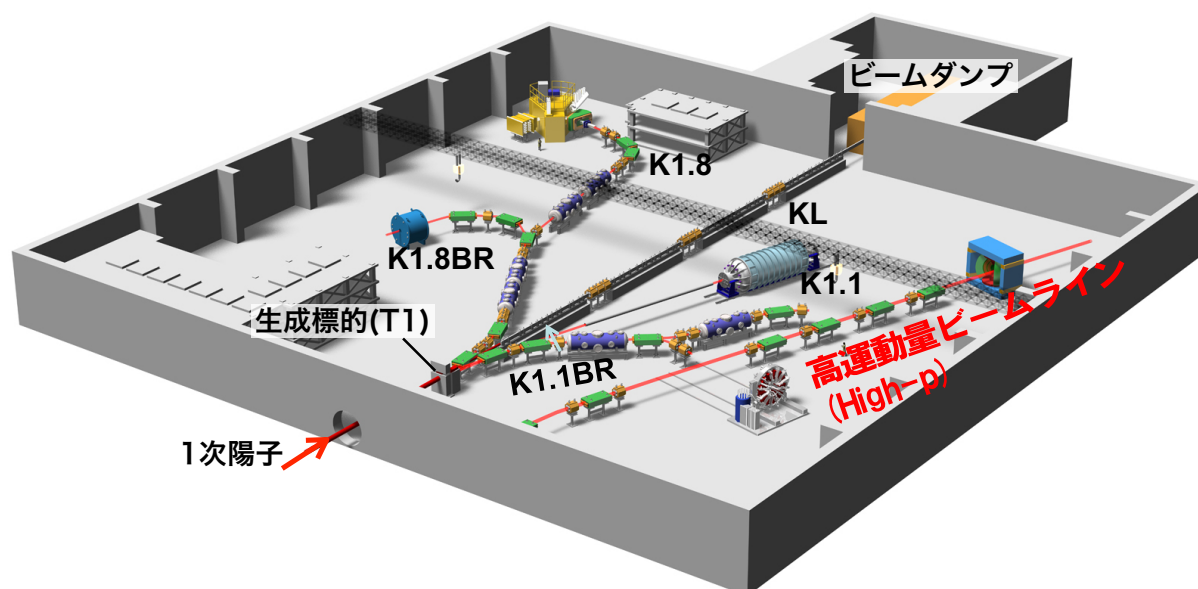 ビームダンプ
K1.8
KL
K1.8BR
K1.1
生成標的(T1)
K1.1BR
高運動量ビームライン
(High-p)
1次陽子